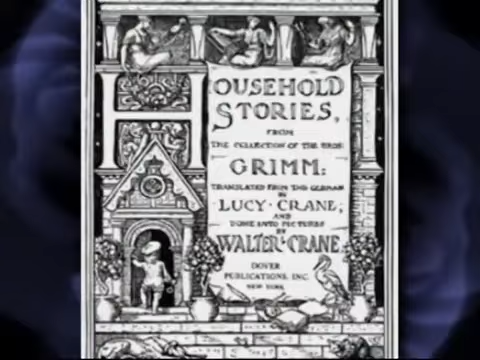 HOUSEHOLD
STORIES,
FROM
THE COLLECTION OF THE BROS:
GRIMM:
TRANSLATED FROM THE GERMAN
BY
LUCY·CRANE;
AND
DONE INTO PICTURES
BY
WALTER·CRANE
DOVER
PUBLICATIONS, INC.
NEW YORK